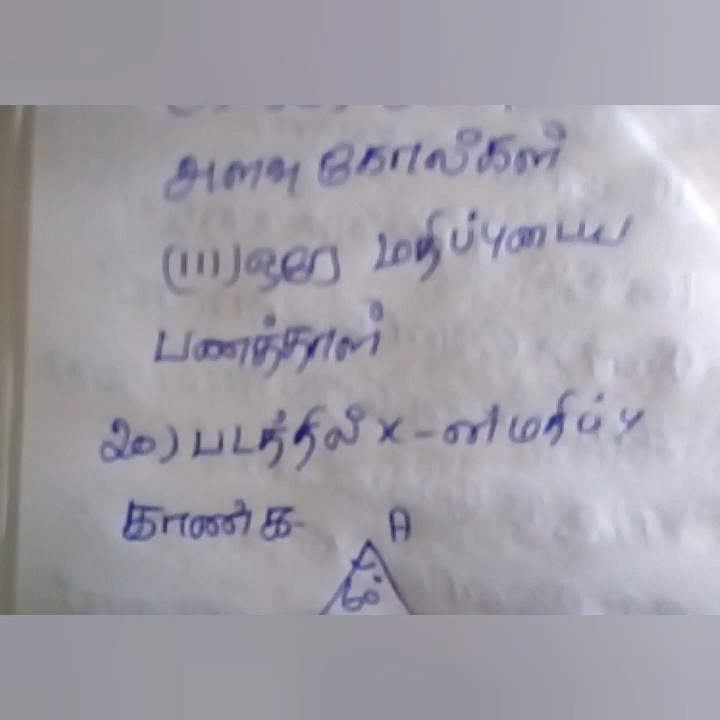 அளவு கோல்கள்
(III) ஒரே மதிப்புடைய
பணத்தாள்
20) படத்தில் x-ன் மதிப்பு
காண்க
A
60°